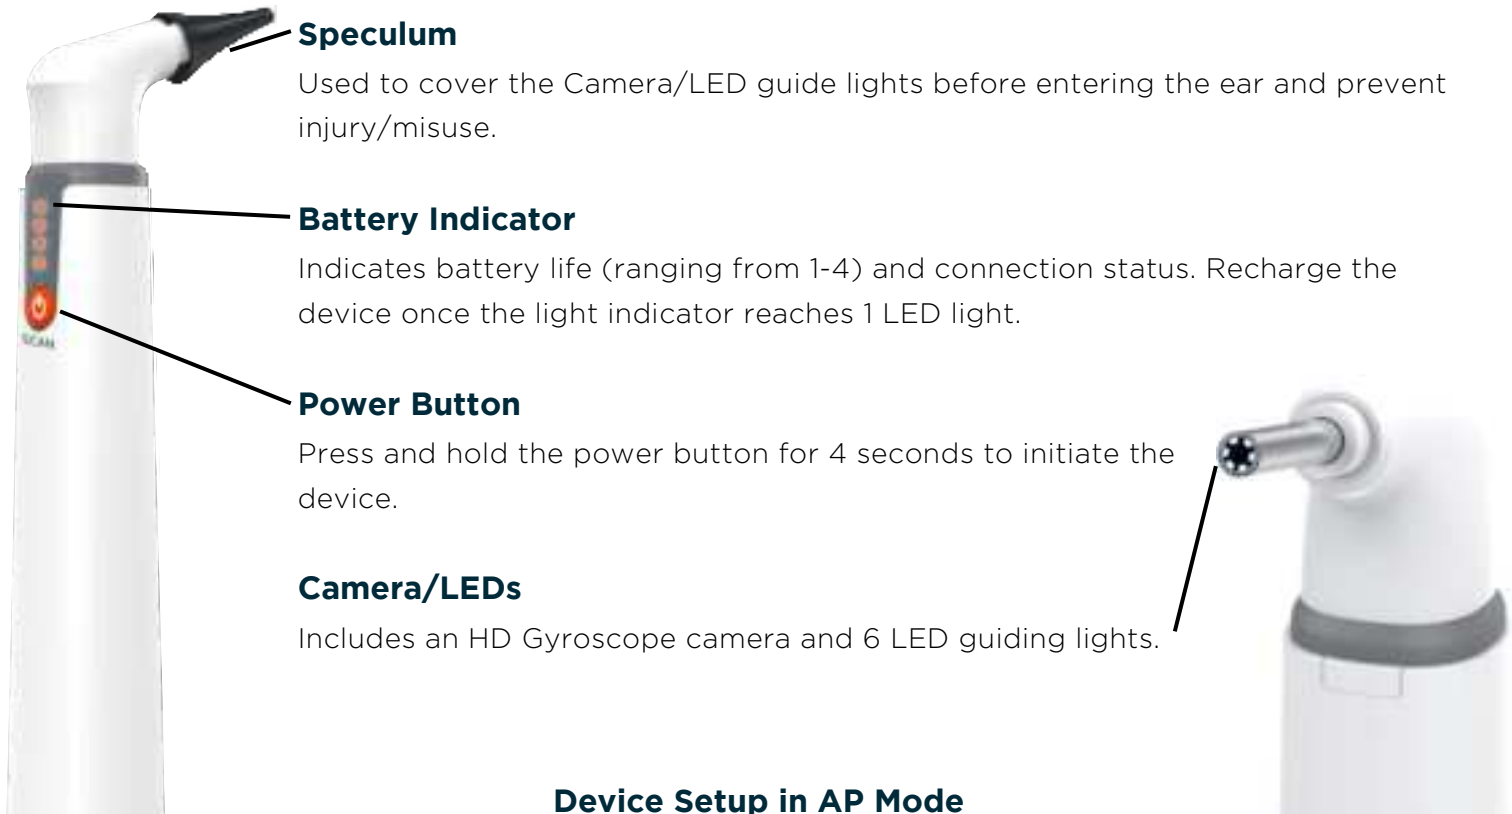 Speculum
Used to cover the Camera/LED guide lights before entering the ear and prevent
injury/misuse.
Battery Indicator
Indicates battery life (ranging from 1-4) and connection status. Recharge the
device once the light indicator reaches 1 LED light.
SCAN
Power Button
Press and hold the power button for 4 seconds to initiate the
device.
Camera/LEDs
Includes an HD Gyroscope camera and 6 LED guiding lights.
Device Setup in AP Mode